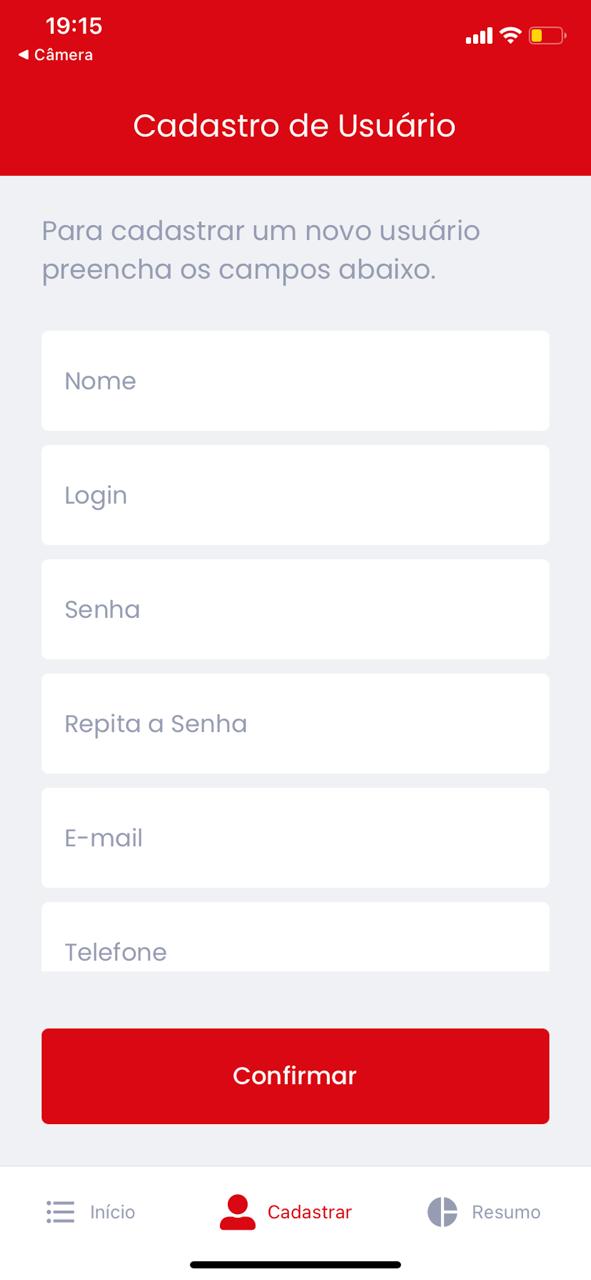 19:15
◀ Câmera
Cadastro de Usuário
Para cadastrar um novo usuário
preencha os campos abaixo.
Nome
Login
Senha
Repita a Senha
E-mail
Telefone
Confirmar
Início
Cadastrar
Resumo